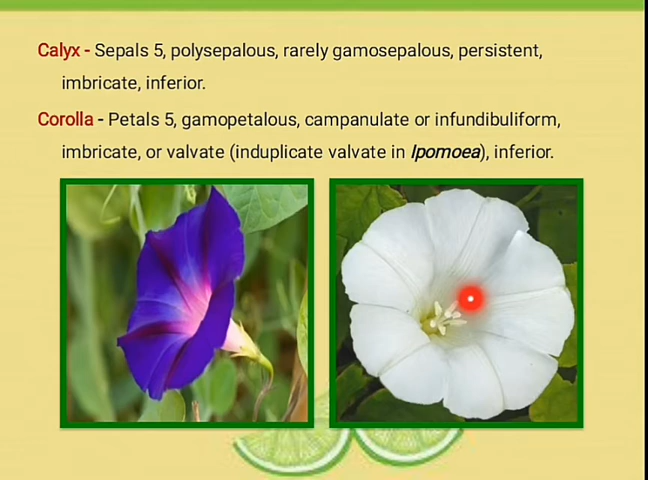 Calyx - Sepals 5, polysepalous, rarely gamosepalous, persistent,
imbricate, inferior.
Corolla - Petals 5, gamopetalous, campanulate or infundibuliform,
imbricate, or valvate (induplicate valvate in Ipomoea), inferior.